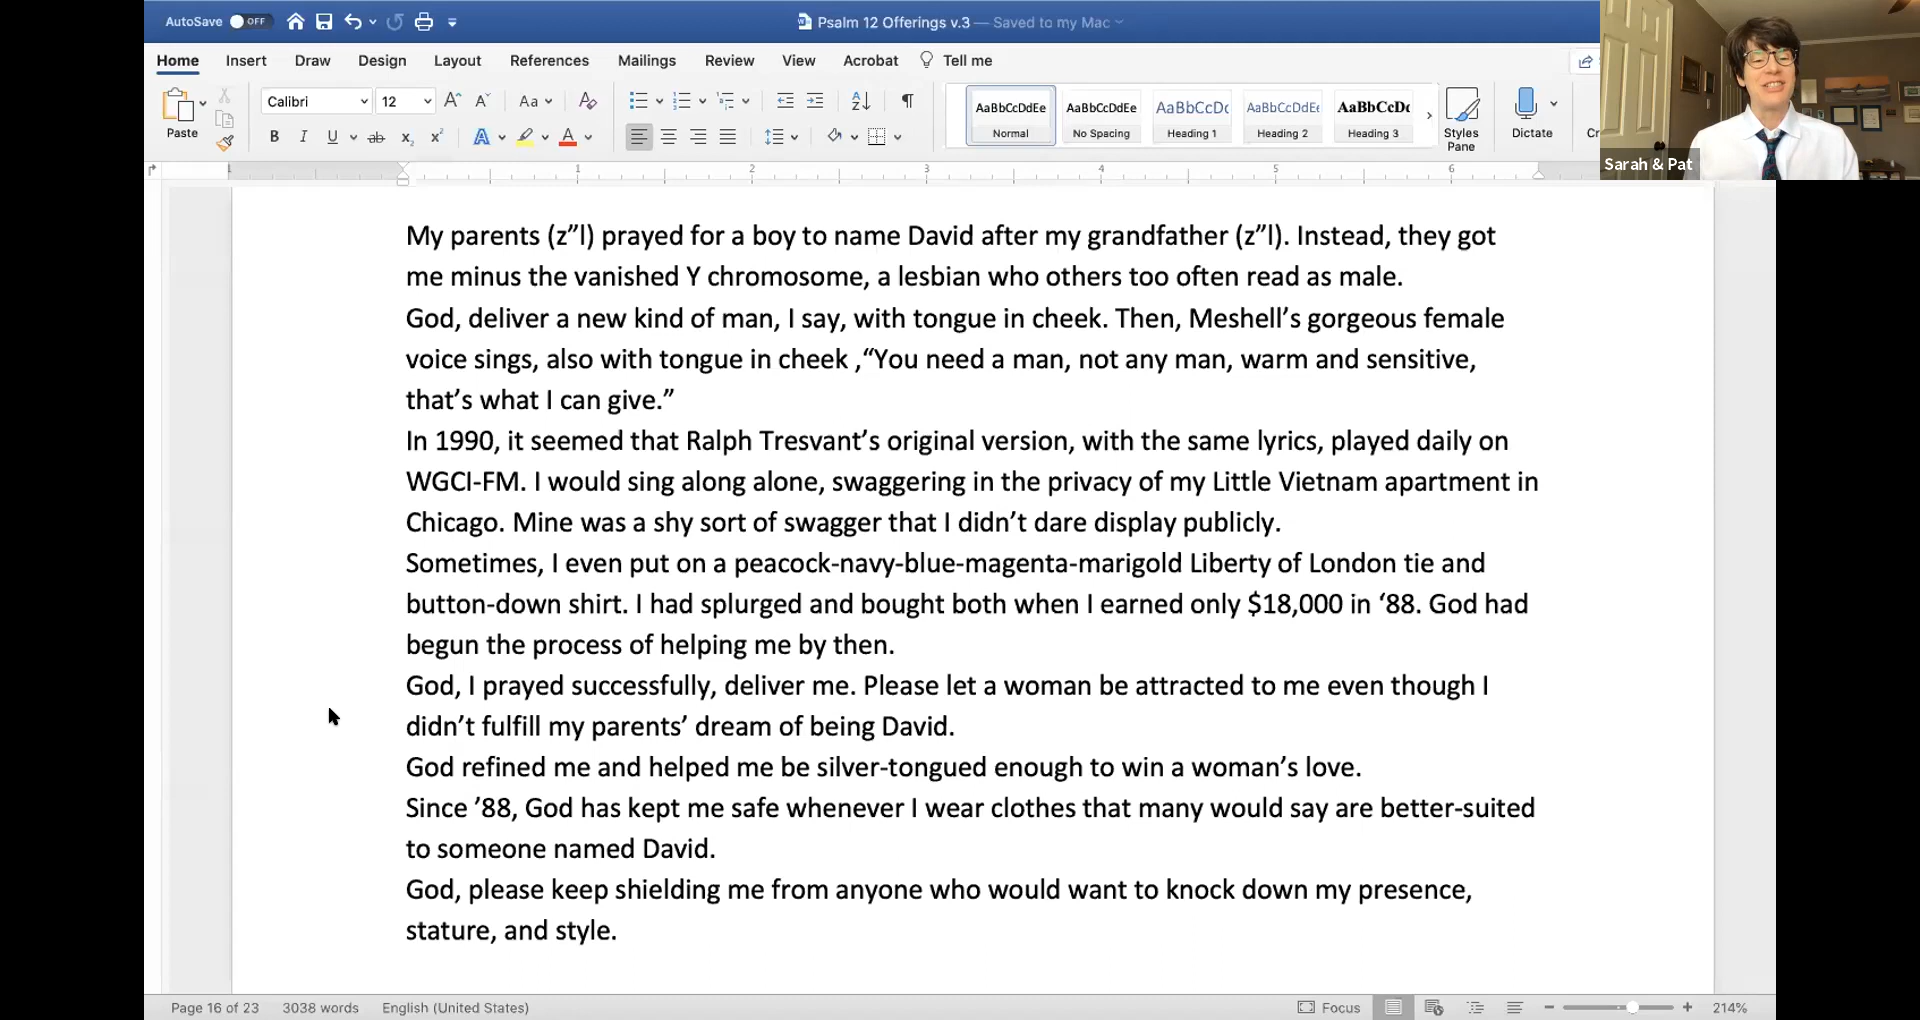 AutoSave OFF
Psalm 12 Offerings v.3 — Saved to my Mac
Home Insert Draw Design Layout References Mailings Review View Acrobat Tell me
Paste
Calibri 12
Aa
AaBbCcDdEe AaBbCcDdEe AaBbCcDc AaBbCcDdEe AaBbCcDc
Normal No Spacing Heading 1 Heading 2 Heading 3
Styles Pane
Dictate
Sarah & Pat
1 1 2 3 4 5 6
My parents (z”l) prayed for a boy to name David after my grandfather (z”l). Instead, they got
me minus the vanished Y chromosome, a lesbian who others too often read as male.
God, deliver a new kind of man, I say, with tongue in cheek. Then, Meshell’s gorgeous female
voice sings, also with tongue in cheek ,“You need a man, not any man, warm and sensitive,
that’s what I can give.”
In 1990, it seemed that Ralph Tresvant’s original version, with the same lyrics, played daily on
WGCI-FM. I would sing along alone, swaggering in the privacy of my Little Vietnam apartment in
Chicago. Mine was a shy sort of swagger that I didn’t dare display publicly.
Sometimes, I even put on a peacock-navy-blue-magenta-marigold Liberty of London tie and
button-down shirt. I had splurged and bought both when I earned only $18,000 in ‘88. God had
begun the process of helping me by then.
God, I prayed successfully, deliver me. Please let a woman be attracted to me even though I
didn’t fulfill my parents’ dream of being David.
God refined me and helped me be silver-tongued enough to win a woman’s love.
Since ’88, God has kept me safe whenever I wear clothes that many would say are better-suited
to someone named David.
God, please keep shielding me from anyone who would want to knock down my presence,
stature, and style.
Page 16 of 23 3038 words English (United States) Focus 214%